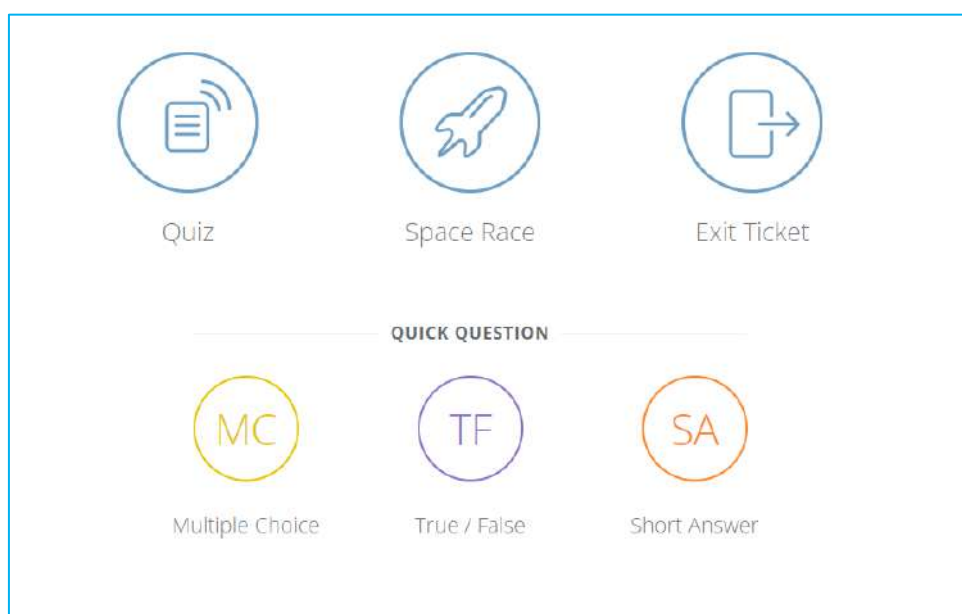 Quiz
Space Race
Exit Ticket
QUICK QUESTION
MC
TF
SA
Multiple Choice
True / False
Short Answer